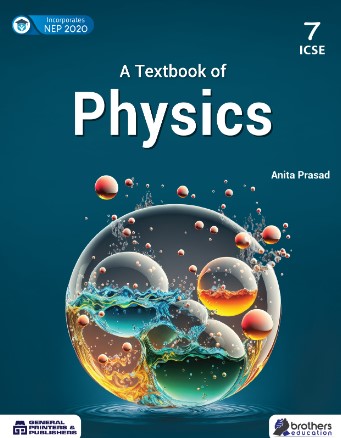 Incorporates
NEP 2020
7
ICSE
A Textbook of
Physics
Anita Prasad
GENERAL
PRINTERS &
PUBLISHERS
brothers
education